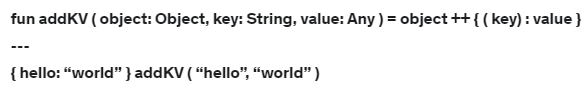 fun addKV ( object: Object, key: String, value: Any ) = object ++ { ( key) : value }
---
{ hello: “world” } addKV ( “hello”, “world” )